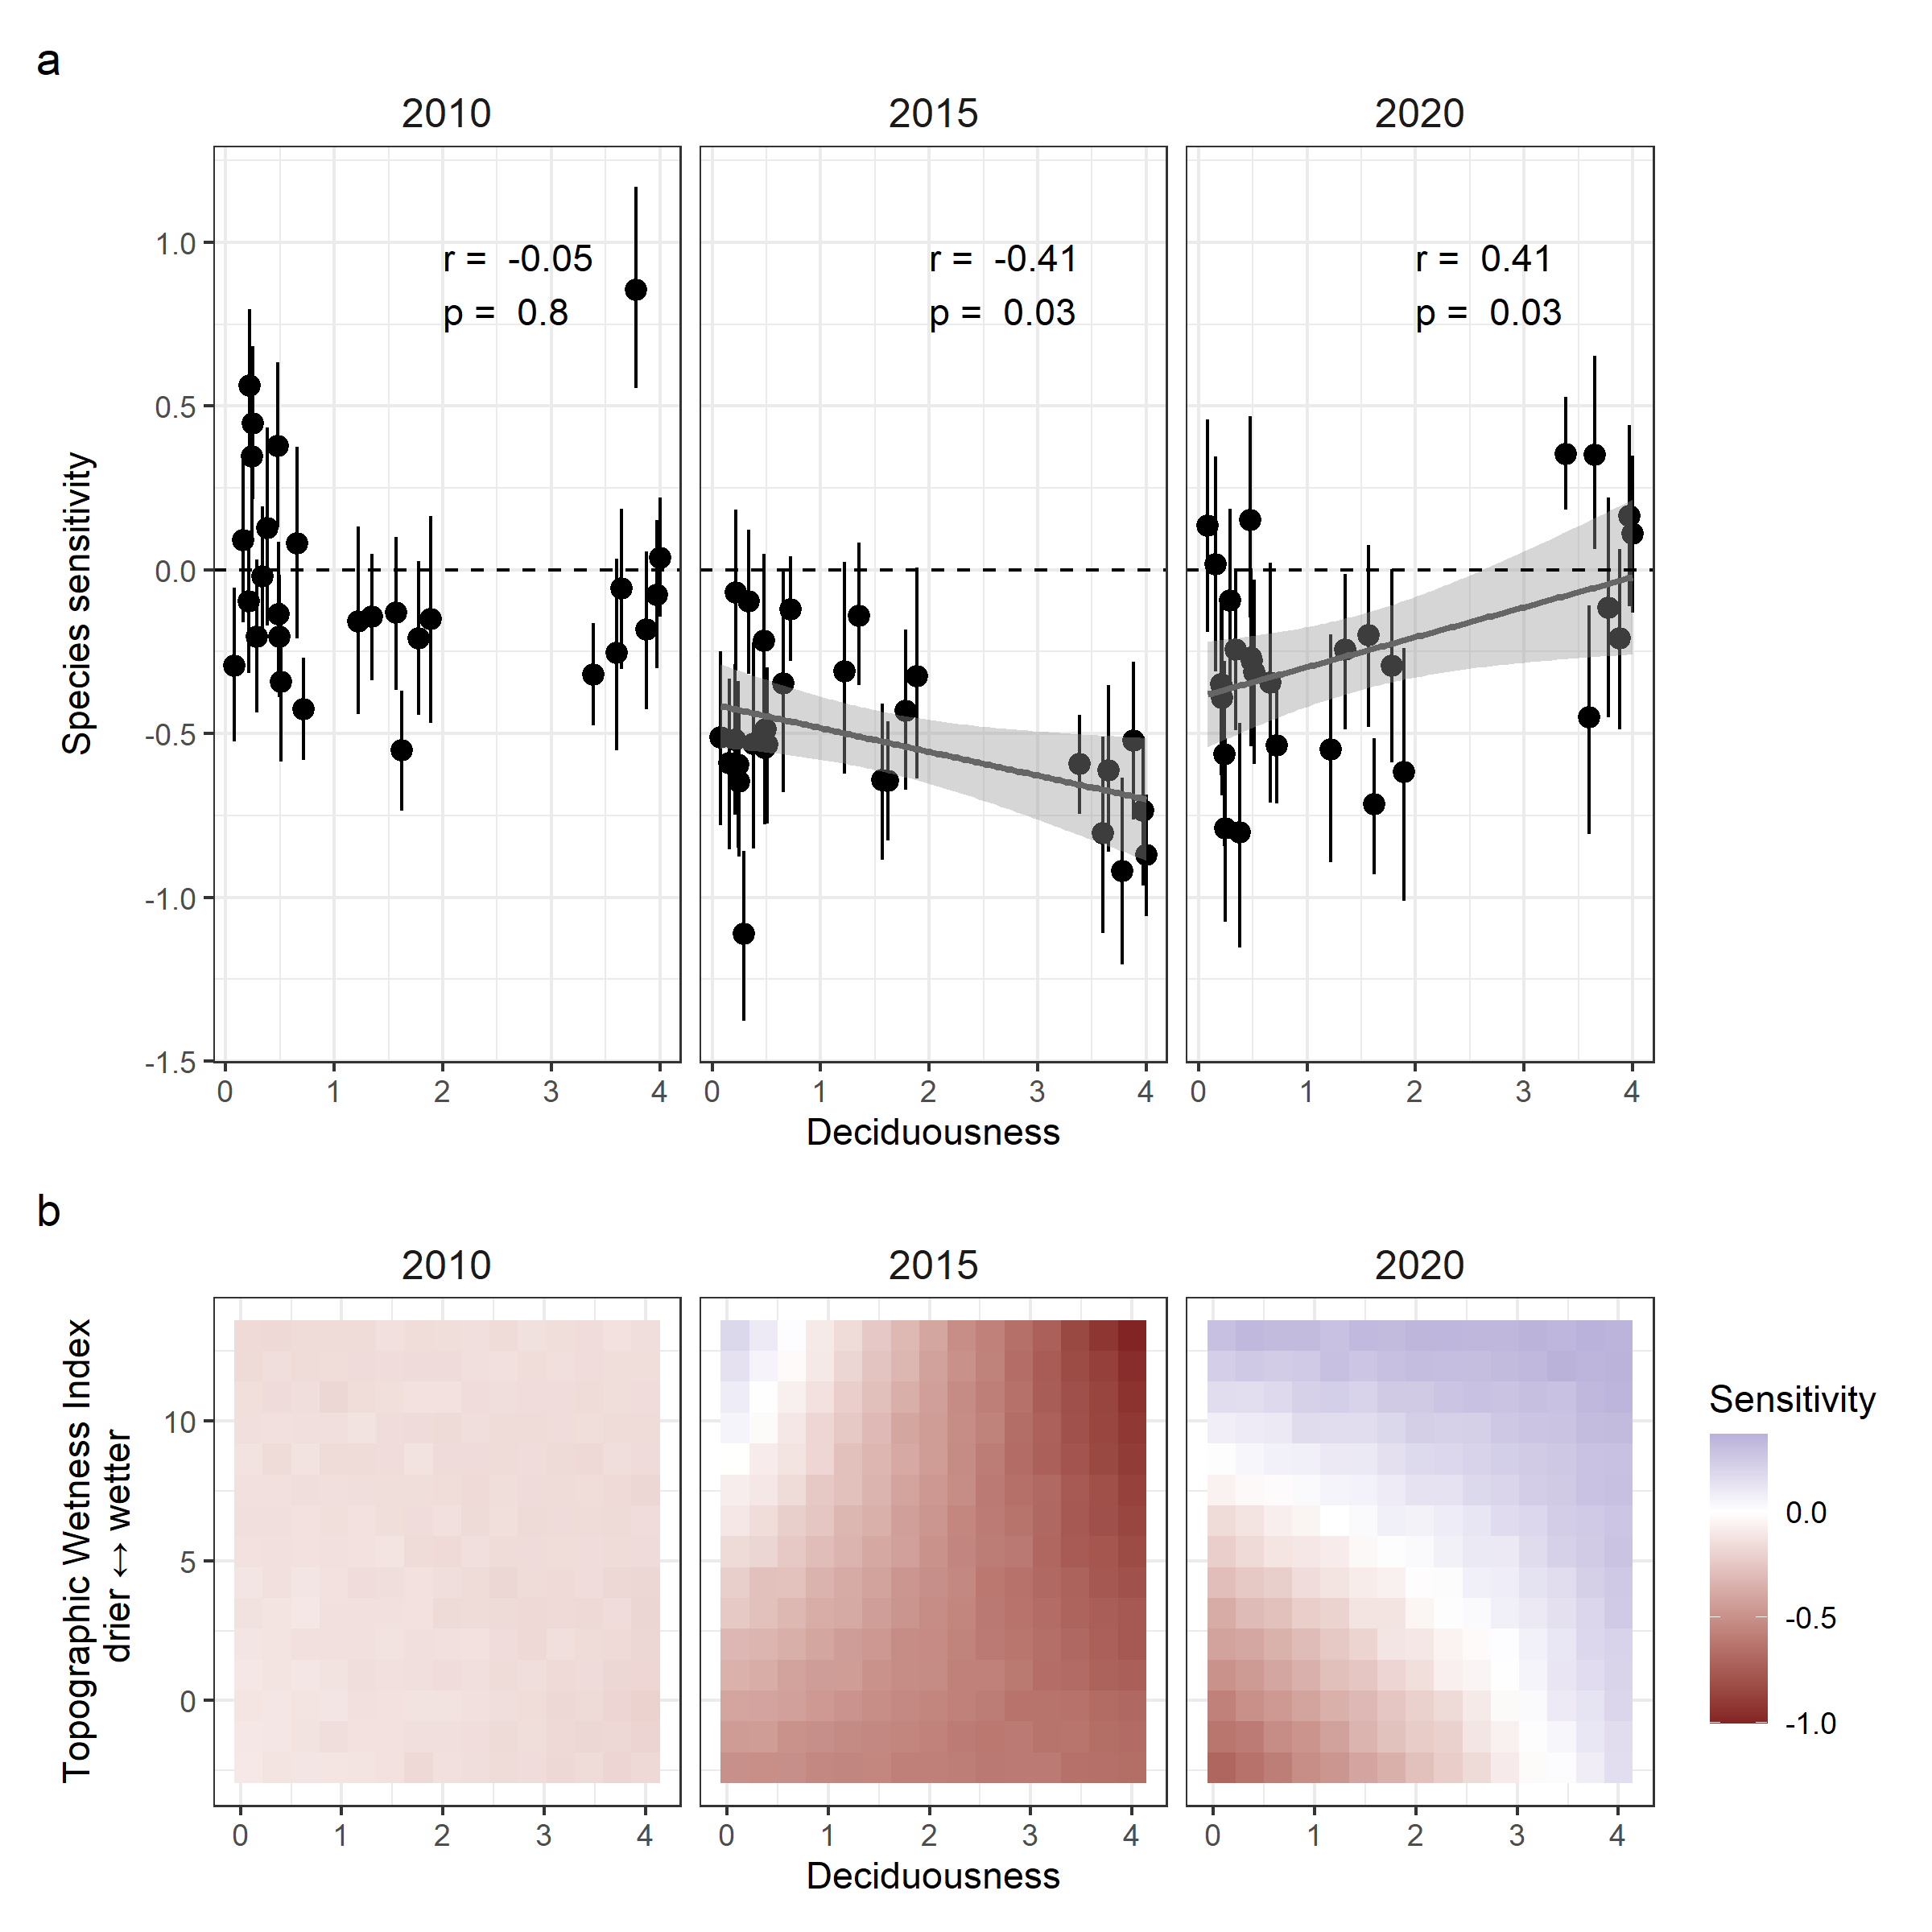 a
2010
2015
2020
Species sensitivity
1.0
0.5
0.0
-0.5
-1.0
-1.5
r = -0.05
p = 0.8
r = -0.41
p = 0.03
r = 0.41
p = 0.03
0 1 2 3 4
0 1 2 3 4
0 1 2 3 4
Deciduousness
b
2010
2015
2020
Topographic Wetness Index
drier ↔ wetter
10
5
0
0 1 2 3 4
0 1 2 3 4
0 1 2 3 4
Deciduousness
Sensitivity
0.0
-0.5
-1.0